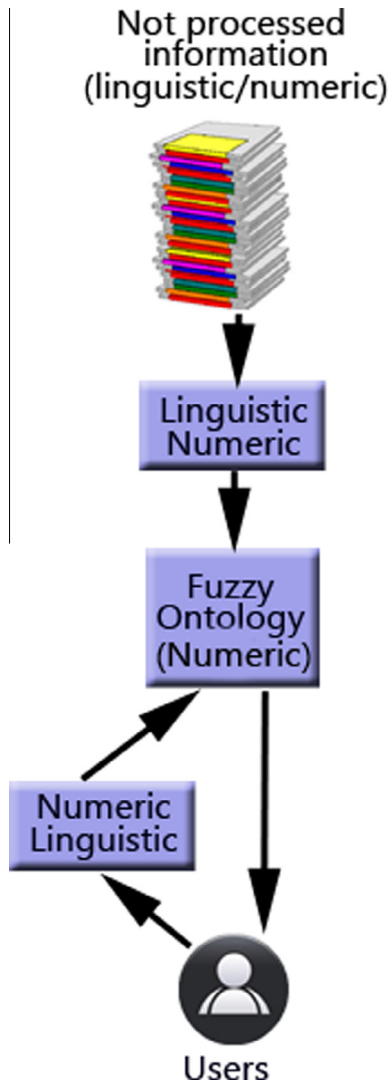 Not processed
information
(linguistic/numeric)
Linguistic
Numeric
Fuzzy
Ontology
(Numeric)
Numeric
Linguistic
Users